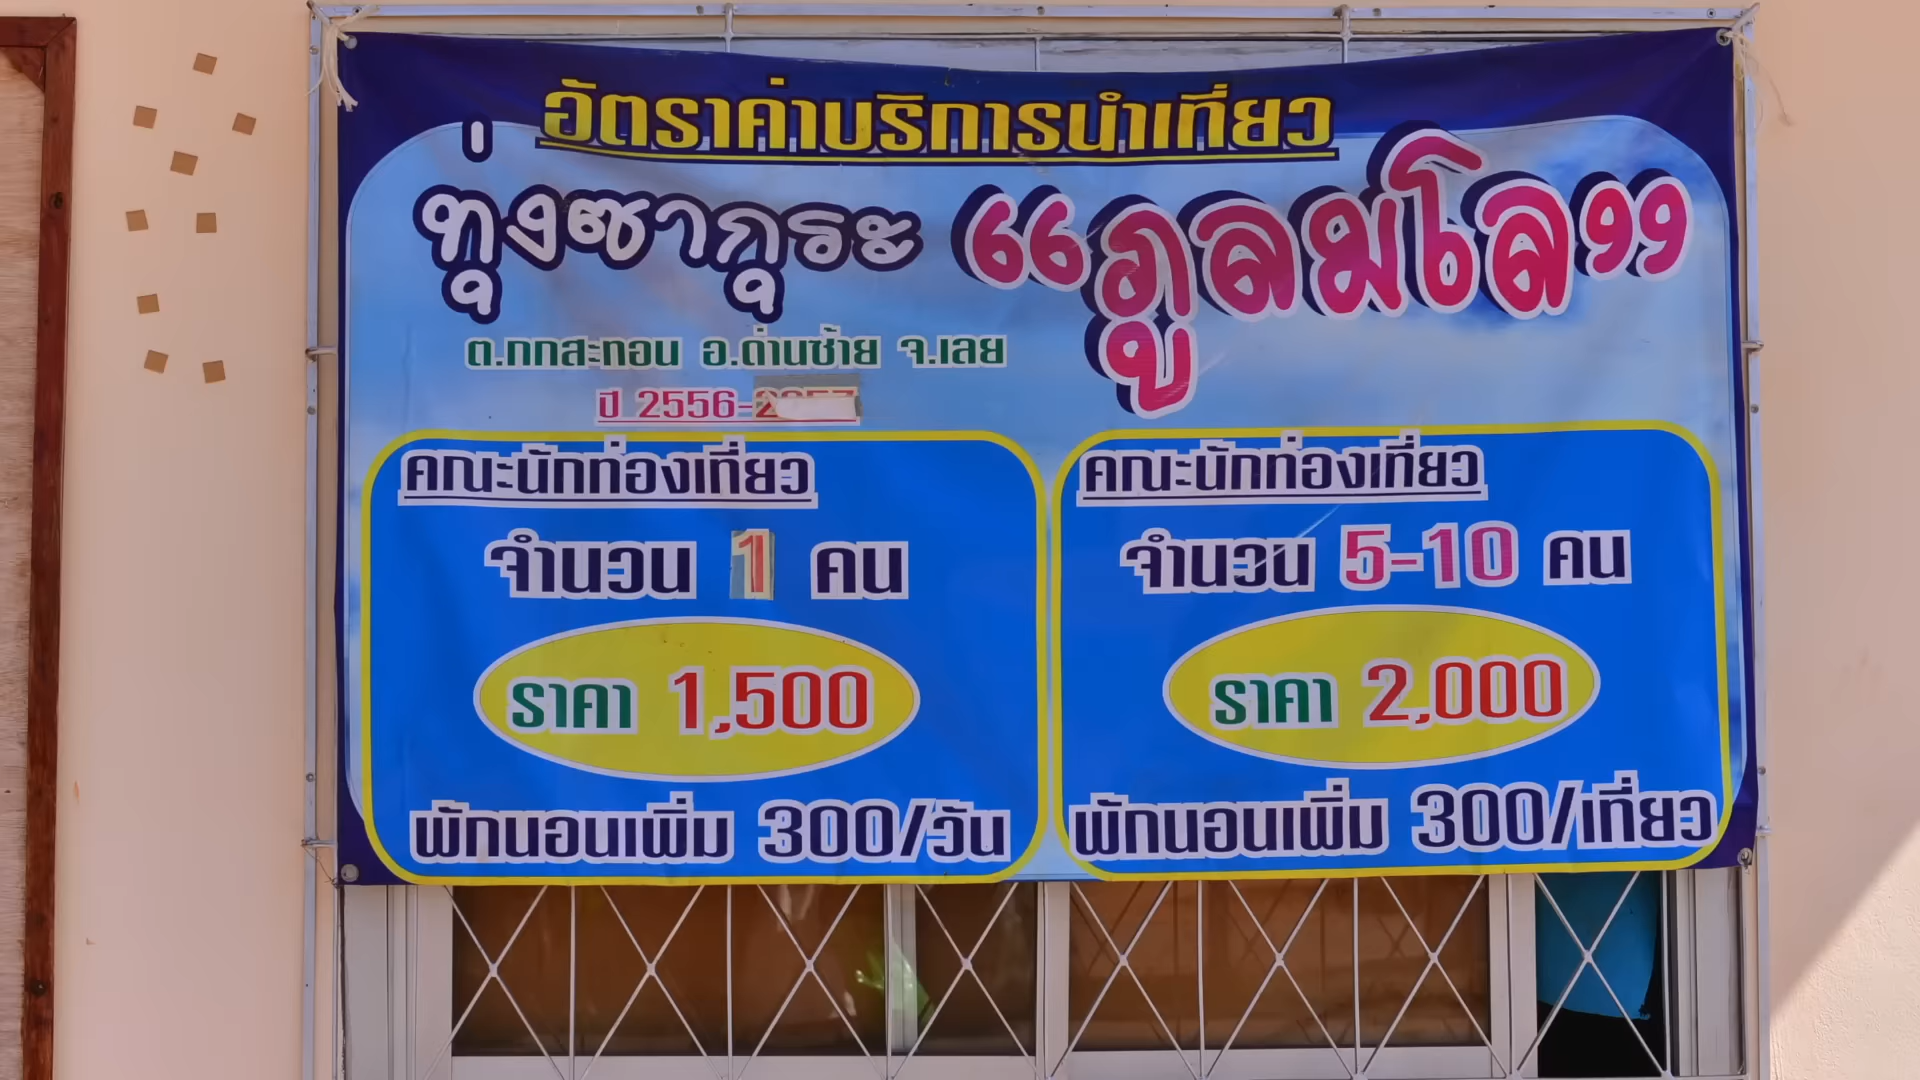 อัตราค่าบริการนำเที่ยว
ทุ่งซากุระ “ภูลมโล”
ต.กกสะทอน อ.ด่านซ้าย จ.เลย
ปี 2556-
คณะนักท่องเที่ยว
จำนวน 1 คน
ราคา 1,500
พักนอนเพิ่ม 300/วัน
คณะนักท่องเที่ยว
จำนวน 5-10 คน
ราคา 2,000
พักนอนเพิ่ม 300/เที่ยว